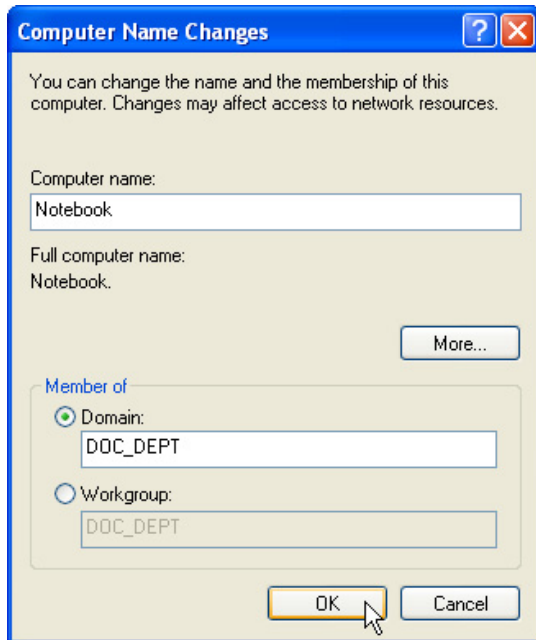 Computer Name Changes
You can change the name and the membership of this
computer. Changes may affect access to network resources.
Computer name:
Notebook
Full computer name:
Notebook.
More...
Member of
Domain:
DOC_DEPT
Workgroup:
DOC_DEPT
OK
Cancel